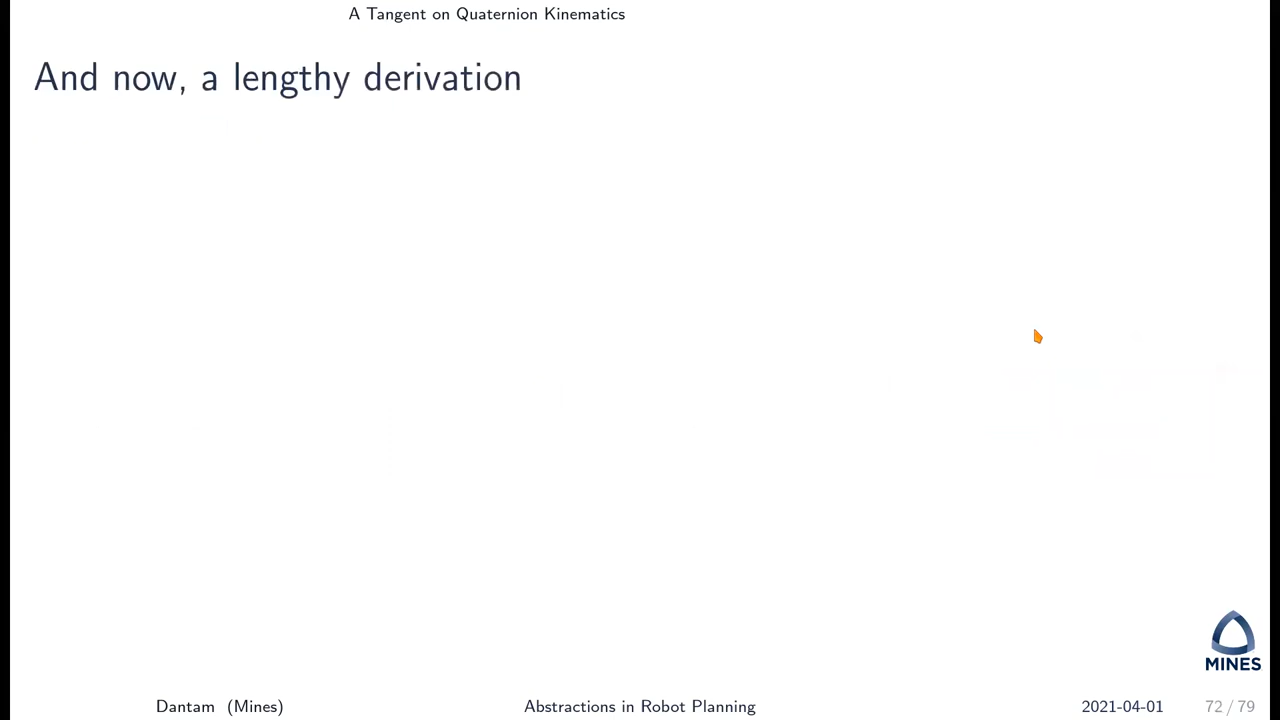 A Tangent on Quaternion Kinematics
And now, a lengthy derivation
MINES
Dantam (Mines) Abstractions in Robot Planning 2021-04-01 72 / 79